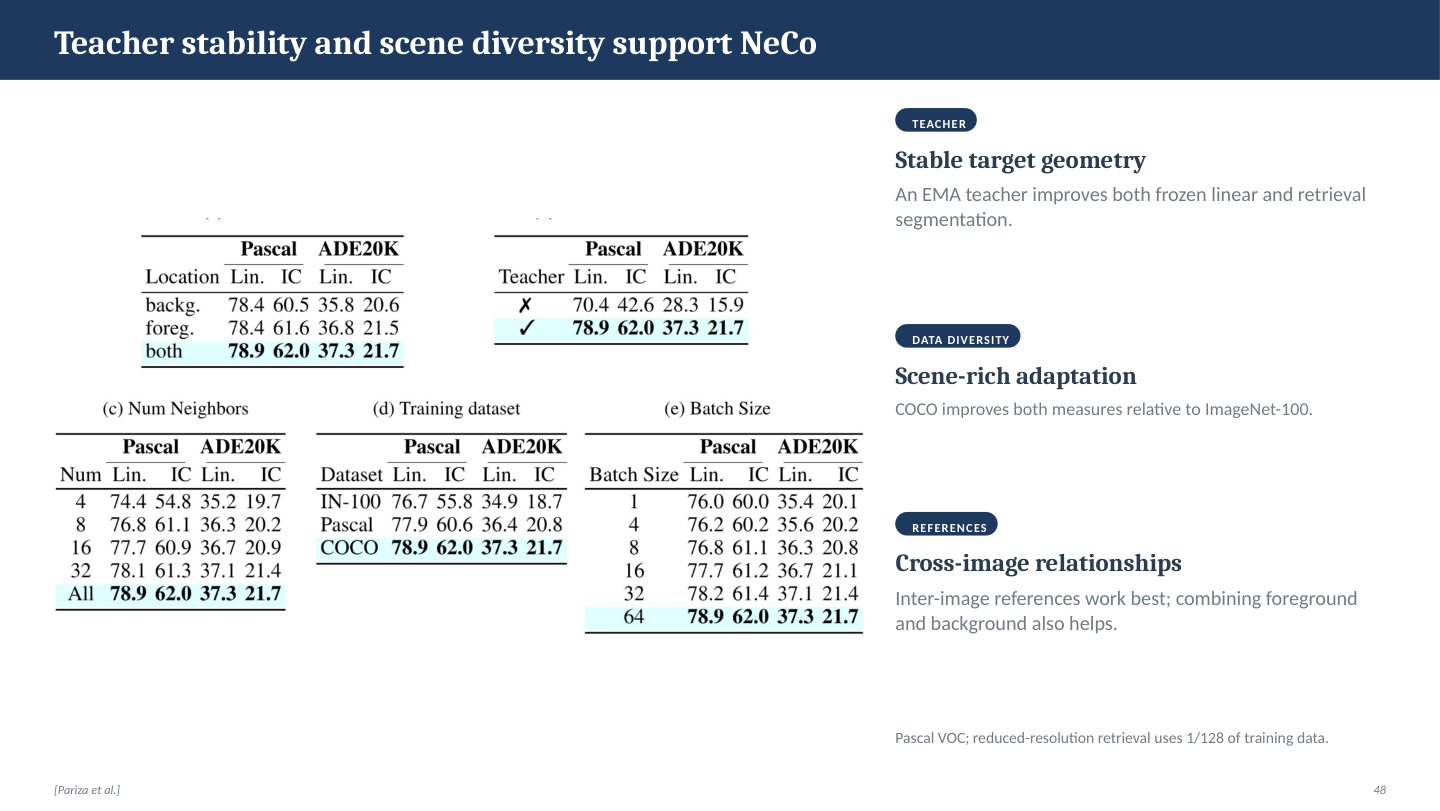 Teacher stability and scene diversity support NeCo
Pascal ADE20K
Location Lin. IC Lin. IC
backg. 78.4 60.5 35.8 20.6
foreg. 78.4 61.6 36.8 21.5
both 78.9 62.0 37.3 21.7
Pascal ADE20K
Teacher Lin. IC Lin. IC
✗ 70.4 42.6 28.3 15.9
✓ 78.9 62.0 37.3 21.7
(c) Num Neighbors
Pascal ADE20K
Num Lin. IC Lin. IC
4 74.4 54.8 35.2 19.7
8 76.8 61.1 36.3 20.2
16 77.7 60.9 36.7 20.9
32 78.1 61.3 37.1 21.4
All 78.9 62.0 37.3 21.7
(d) Training dataset
Pascal ADE20K
Dataset Lin. IC Lin. IC
IN-100 76.7 55.8 34.9 18.7
Pascal 77.9 60.6 36.4 20.8
COCO 78.9 62.0 37.3 21.7
(e) Batch Size
Pascal ADE20K
Batch Size Lin. IC Lin. IC
1 76.0 60.0 35.4 20.1
4 76.2 60.2 35.6 20.2
8 76.8 61.1 36.3 20.8
16 77.7 61.2 36.7 21.1
32 78.2 61.4 37.1 21.4
64 78.9 62.0 37.3 21.7
TEACHER
Stable target geometry
An EMA teacher improves both frozen linear and retrieval
segmentation.
DATA DIVERSITY
Scene-rich adaptation
COCO improves both measures relative to ImageNet-100.
REFERENCES
Cross-image relationships
Inter-image references work best; combining foreground
and background also helps.
Pascal VOC; reduced-resolution retrieval uses 1/128 of training data.
[Pariza et al.]
48